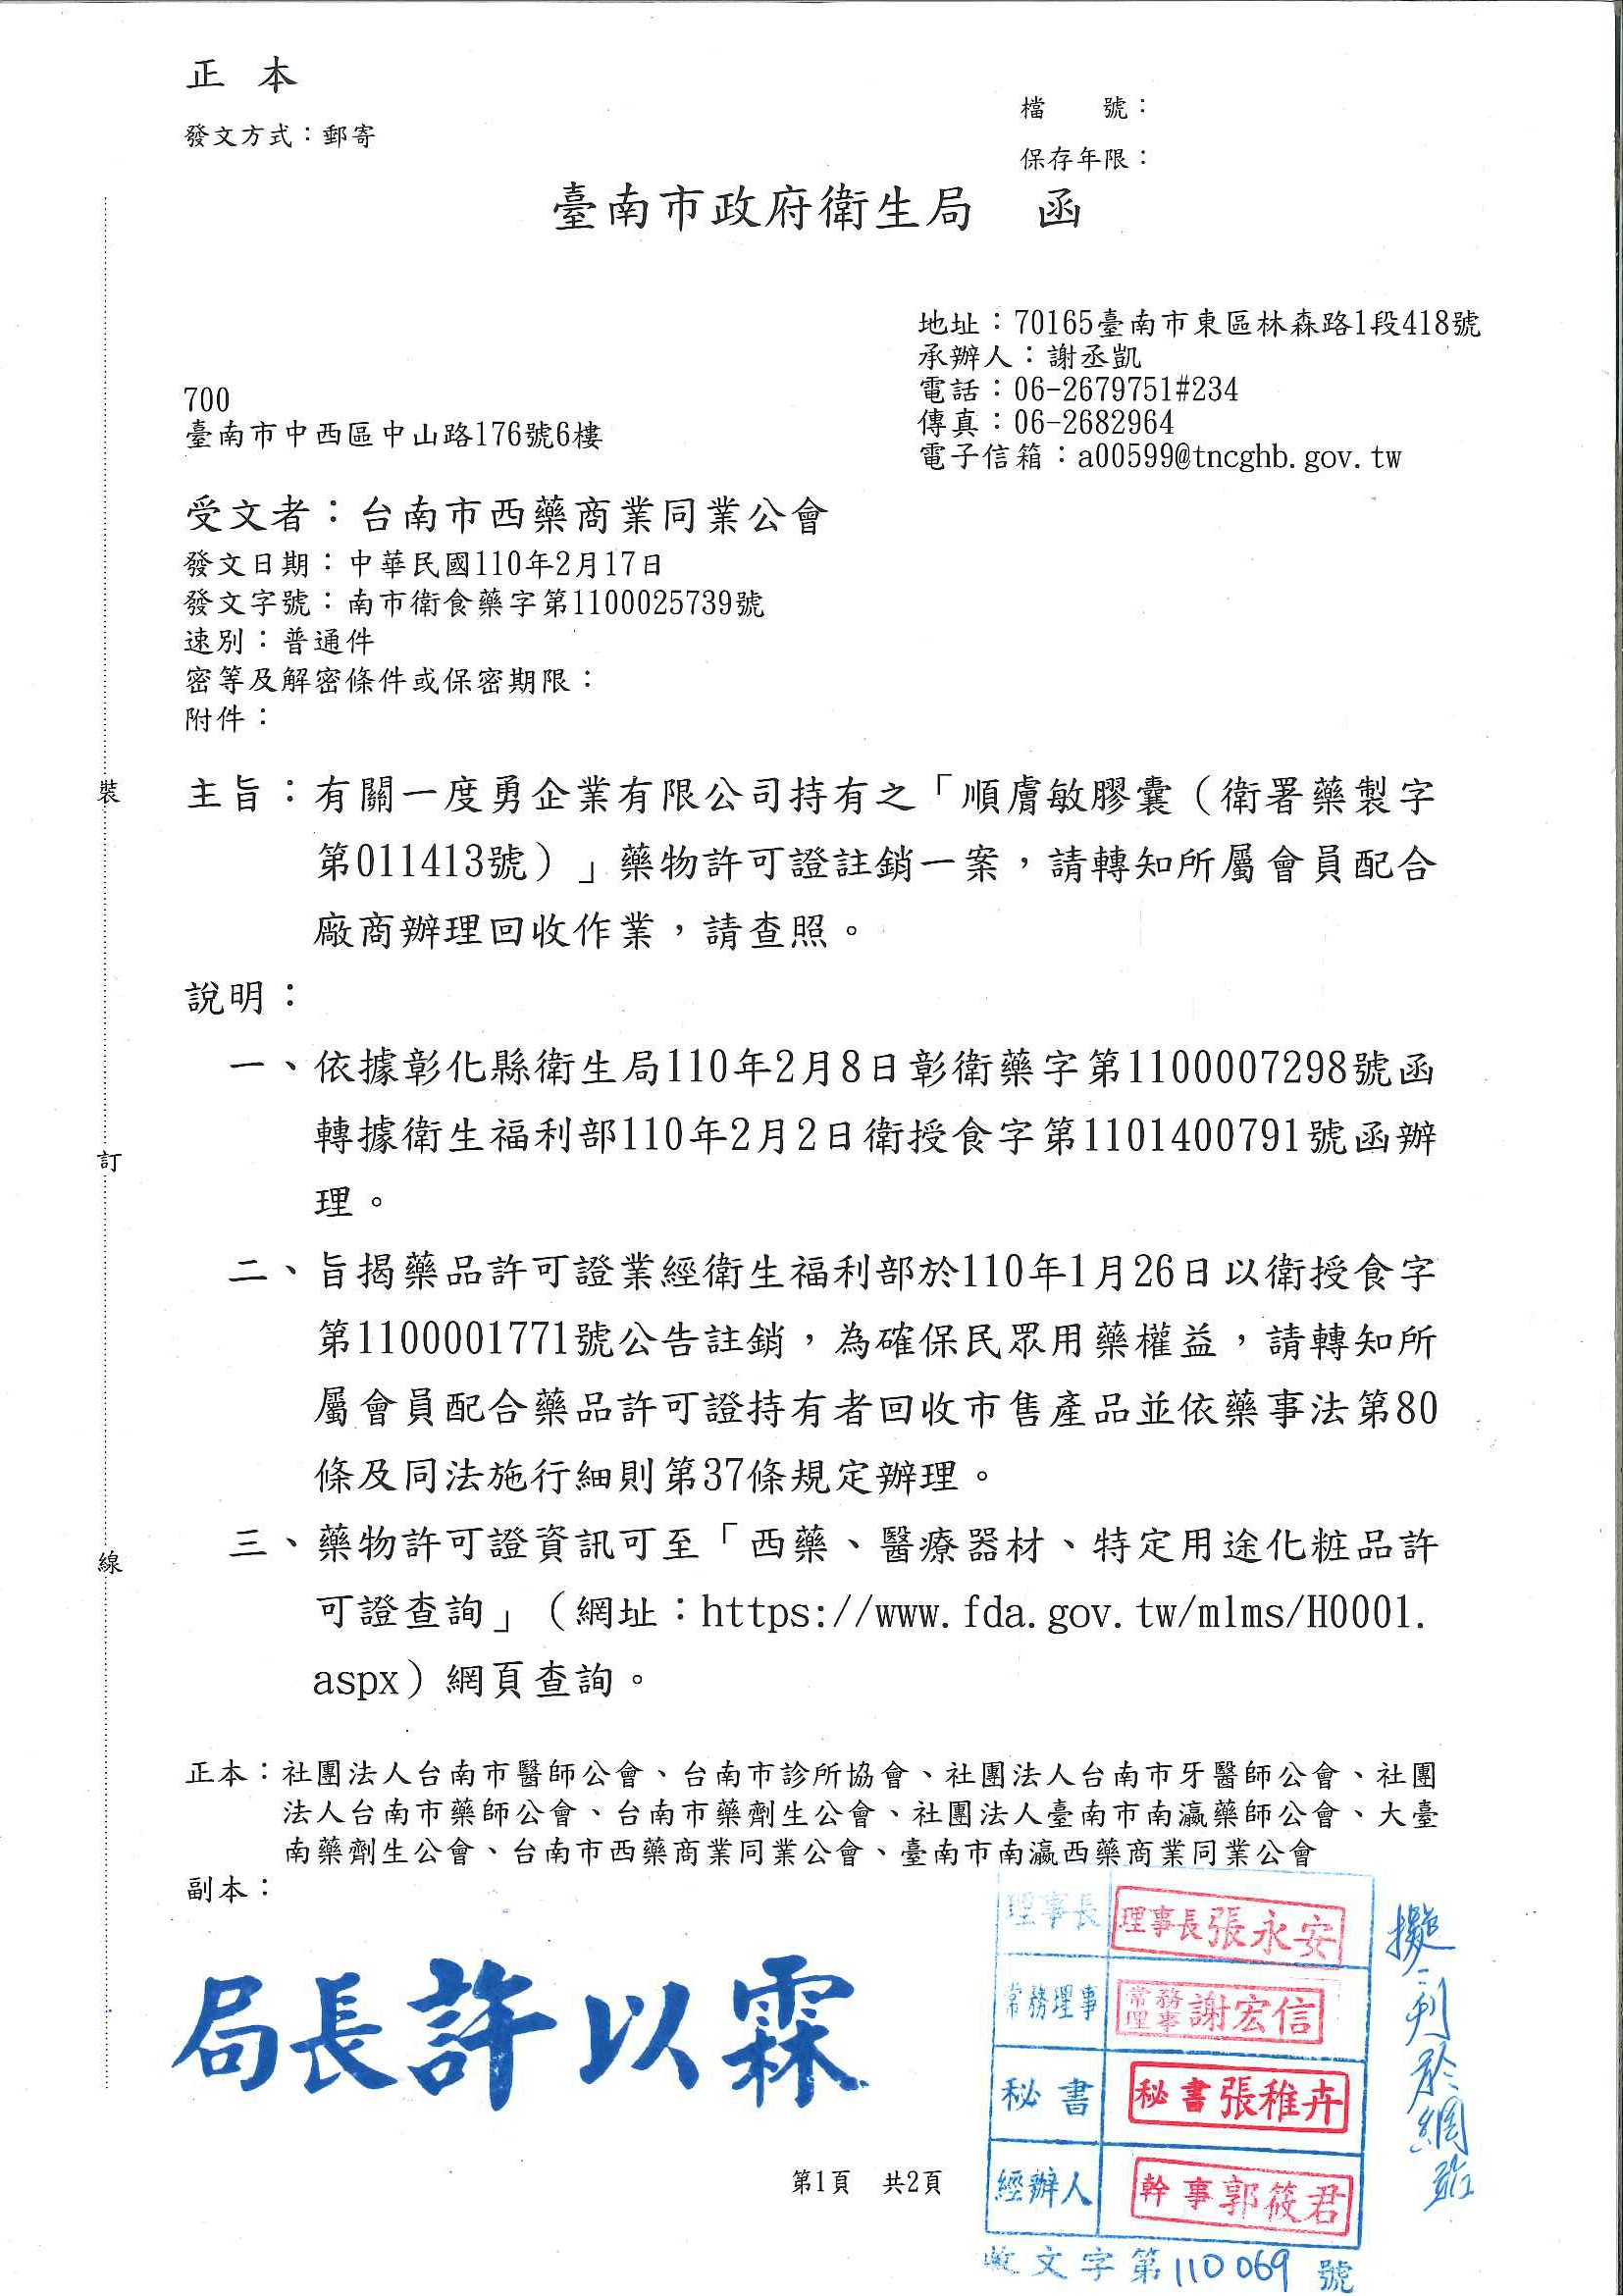 正 本
發文方式：郵寄
檔 號：
保存年限：
臺南市政府衛生局 函
地址：70165臺南市東區林森路1段418號
承辦人：謝丞凱
電話：06-2679751#234
傳真：06-2682964
電子信箱：a00599@tncghb.gov.tw
700
臺南市中西區中山路176號6樓
受文者：台南市西藥商業同業公會
發文日期：中華民國110年2月17日
發文字號：南市衛食藥字第1100025739號
速別：普通件
密等及解密條件或保密期限：
附件：
主旨：有關一度勇企業有限公司持有之「順膚敏膠囊（衛署藥製字
第011413號）」藥物許可證註銷一案，請轉知所屬會員配合
廠商辦理回收作業，請查照。
說明：
一、依據彰化縣衛生局110年2月8日彰衛藥字第1100007298號函
轉據衛生福利部110年2月2日衛授食字第1101400791號函辦
理。
二、旨揭藥品許可證業經衛生福利部於110年1月26日以衛授食字
第1100001771號公告註銷，為確保民眾用藥權益，請轉知所
屬會員配合藥品許可證持有者回收市售產品並依藥事法第80
條及同法施行細則第37條規定辦理。
三、藥物許可證資訊可至「西藥、醫療器材、特定用途化粧品許
可證查詢」（網址：https://www.fda.gov.tw/mlms/H0001.
aspx）網頁查詢。
正本：社團法人台南市醫師公會、台南市診所協會、社團法人台南市牙醫師公會、社團
法人台南市藥師公會、台南市藥劑生公會、社團法人臺南市南瀛藥師公會、大臺
南藥劑生公會、台南市西藥商業同業公會、臺南市南瀛西藥商業同業公會
副本：
局長許以霖
理事長 理事長張永安
常務理事 常務理事謝宏信
秘書 秘書張稚卉
經辦人 幹事郭筱君
收文字第110069號
擬刊於網站
第1頁 共2頁
裝
訂
線